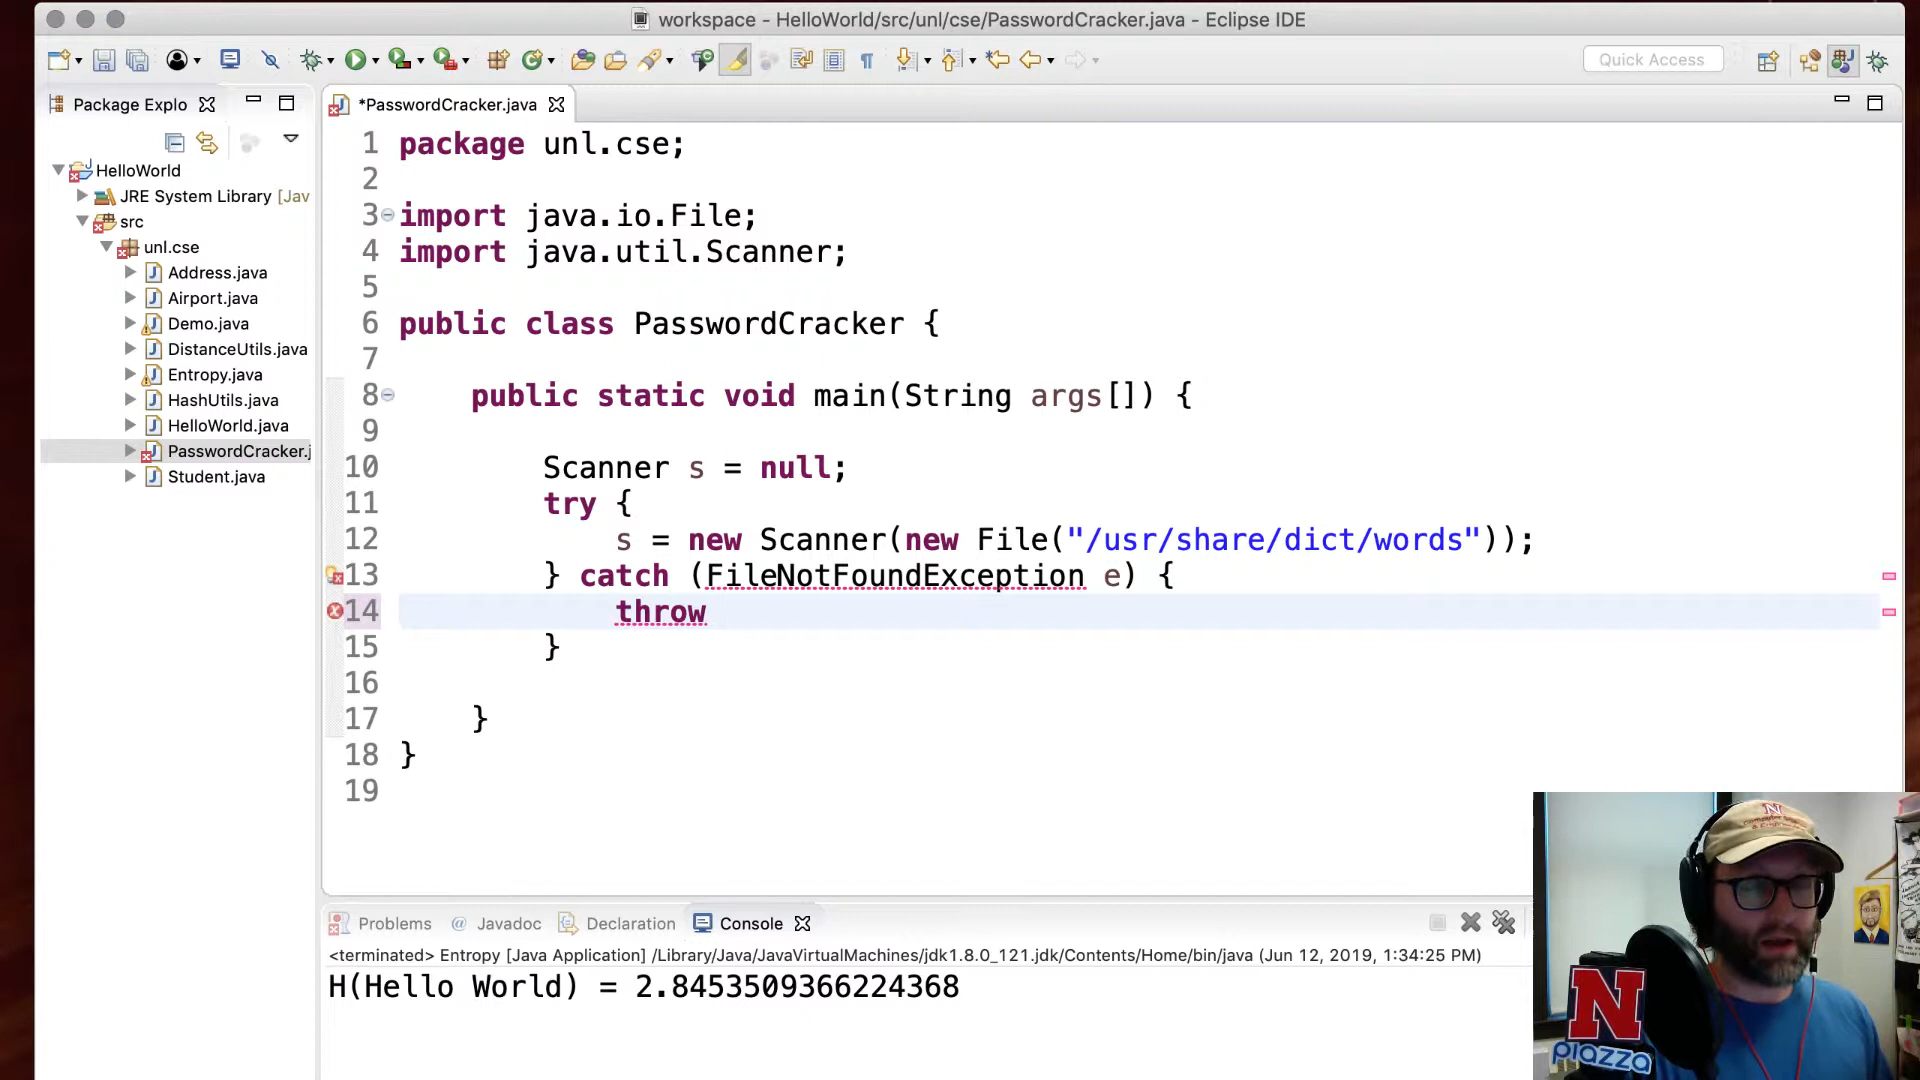 workspace - HelloWorld/src/unl/cse/PasswordCracker.java - Eclipse IDE
Quick Access
Package Explo
*PasswordCracker.java
HelloWorld
JRE System Library [Jav
src
unl.cse
Address.java
Airport.java
Demo.java
DistanceUtils.java
Entropy.java
HashUtils.java
HelloWorld.java
PasswordCracker.j
Student.java
1 package unl.cse;
2
3 import java.io.File;
4 import java.util.Scanner;
5
6 public class PasswordCracker {
7
8 public static void main(String args[]) {
9
10 Scanner s = null;
11 try {
12 s = new Scanner(new File("/usr/share/dict/words"));
13 } catch (FileNotFoundException e) {
14 throw
15 }
16
17 }
18 }
19
Problems @ Javadoc Declaration Console
<terminated> Entropy [Java Application] /Library/Java/JavaVirtualMachines/jdk1.8.0_121.jdk/Contents/Home/bin/java (Jun 12, 2019, 1:34:25 PM)
H(Hello World) = 2.8453509366224368
N
N
piazza